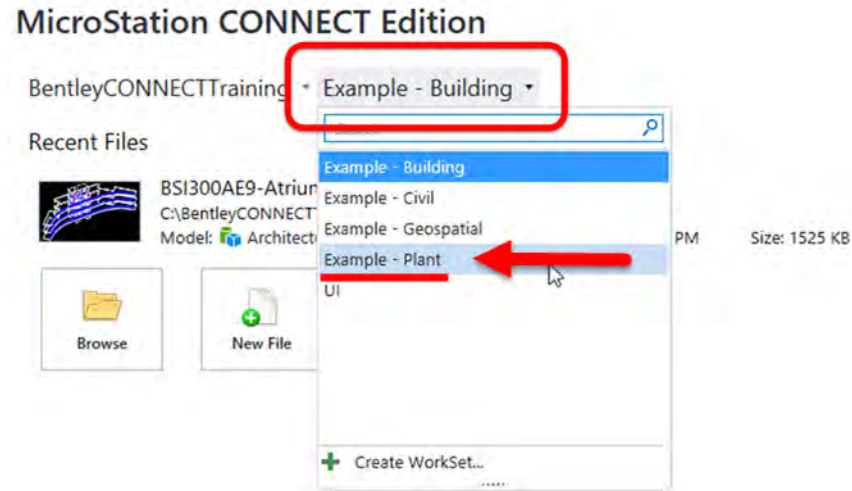 MicroStation CONNECT Edition
BentleyCONNECTTraining Example - Building
Recent Files
Example - Building
BSI300AE9-Atriun
Example - Civil
C:\BentleyCONNECT
Example - Geospatial
Model: Architect PM Size: 1525 KB
Example - Plant
UI
Browse New File
Create WorkSet...